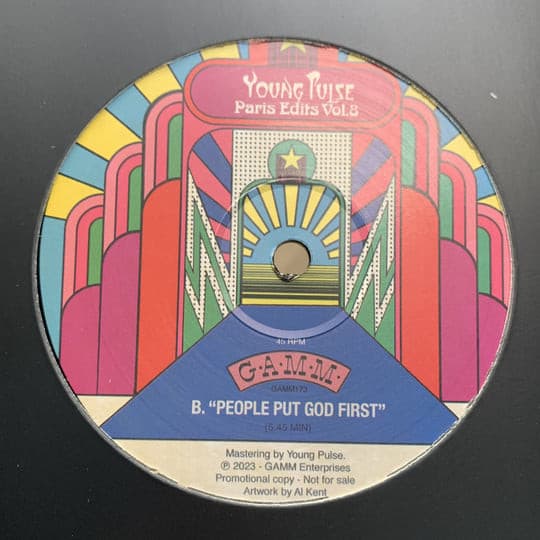 YOUNG PULSE
Paris Edits Vol.8
45 RPM
G·A·M·M·
GAMM173
B. “PEOPLE PUT GOD FIRST”
(5.45 MIN)
Mastering by Young Pulse.
℗ 2023 - GAMM Enterprises
Promotional copy - Not for sale
Artwork by Al Kent